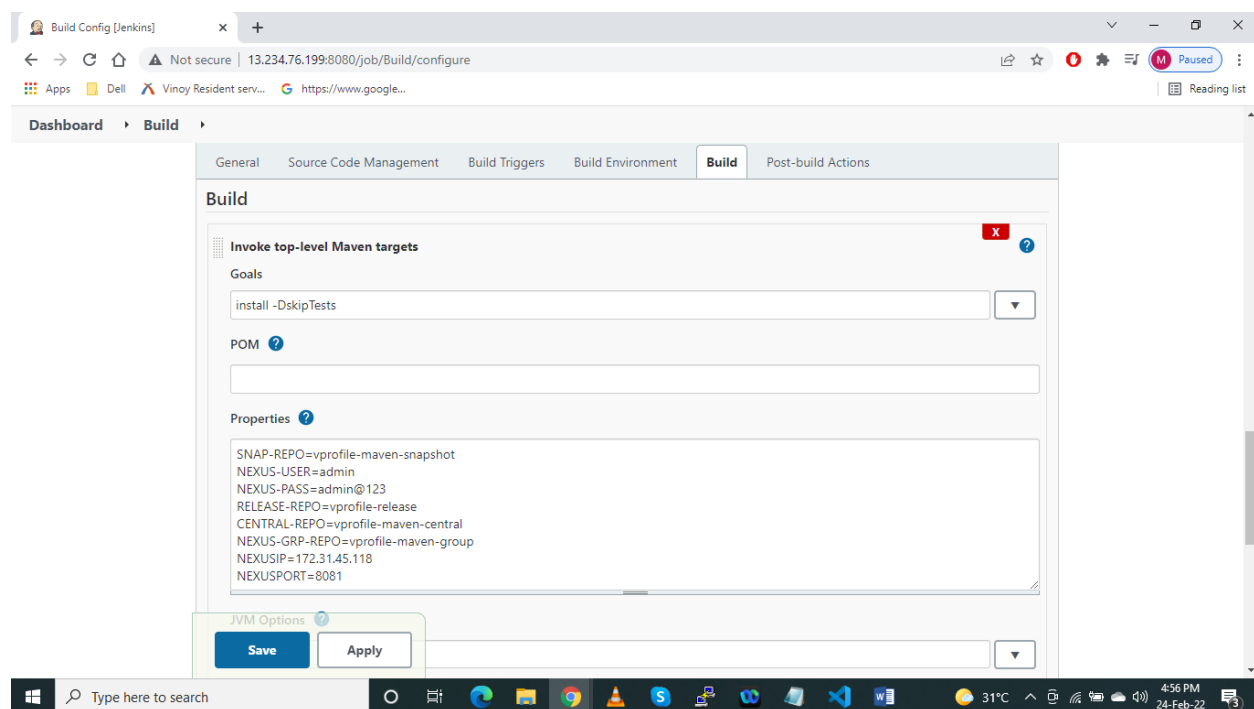 Build Config [Jenkins]
Not secure | 13.234.76.199:8080/job/Build/configure
M Paused
Apps Dell Vinoy Resident serv... https://www.google... Reading list
Dashboard Build
General Source Code Management Build Triggers Build Environment Build Post-build Actions
Build
X
Invoke top-level Maven targets ?
Goals
install -DskipTests
POM ?
Properties ?
SNAP-REPO=vprofile-maven-snapshot
NEXUS-USER=admin
NEXUS-PASS=admin@123
RELEASE-REPO=vprofile-release
CENTRAL-REPO=vprofile-maven-central
NEXUS-GRP-REPO=vprofile-maven-group
NEXUSIP=172.31.45.118
NEXUSPORT=8081
JVM Options ?
Save Apply
Type here to search 31°C 4:56 PM
24-Feb-22